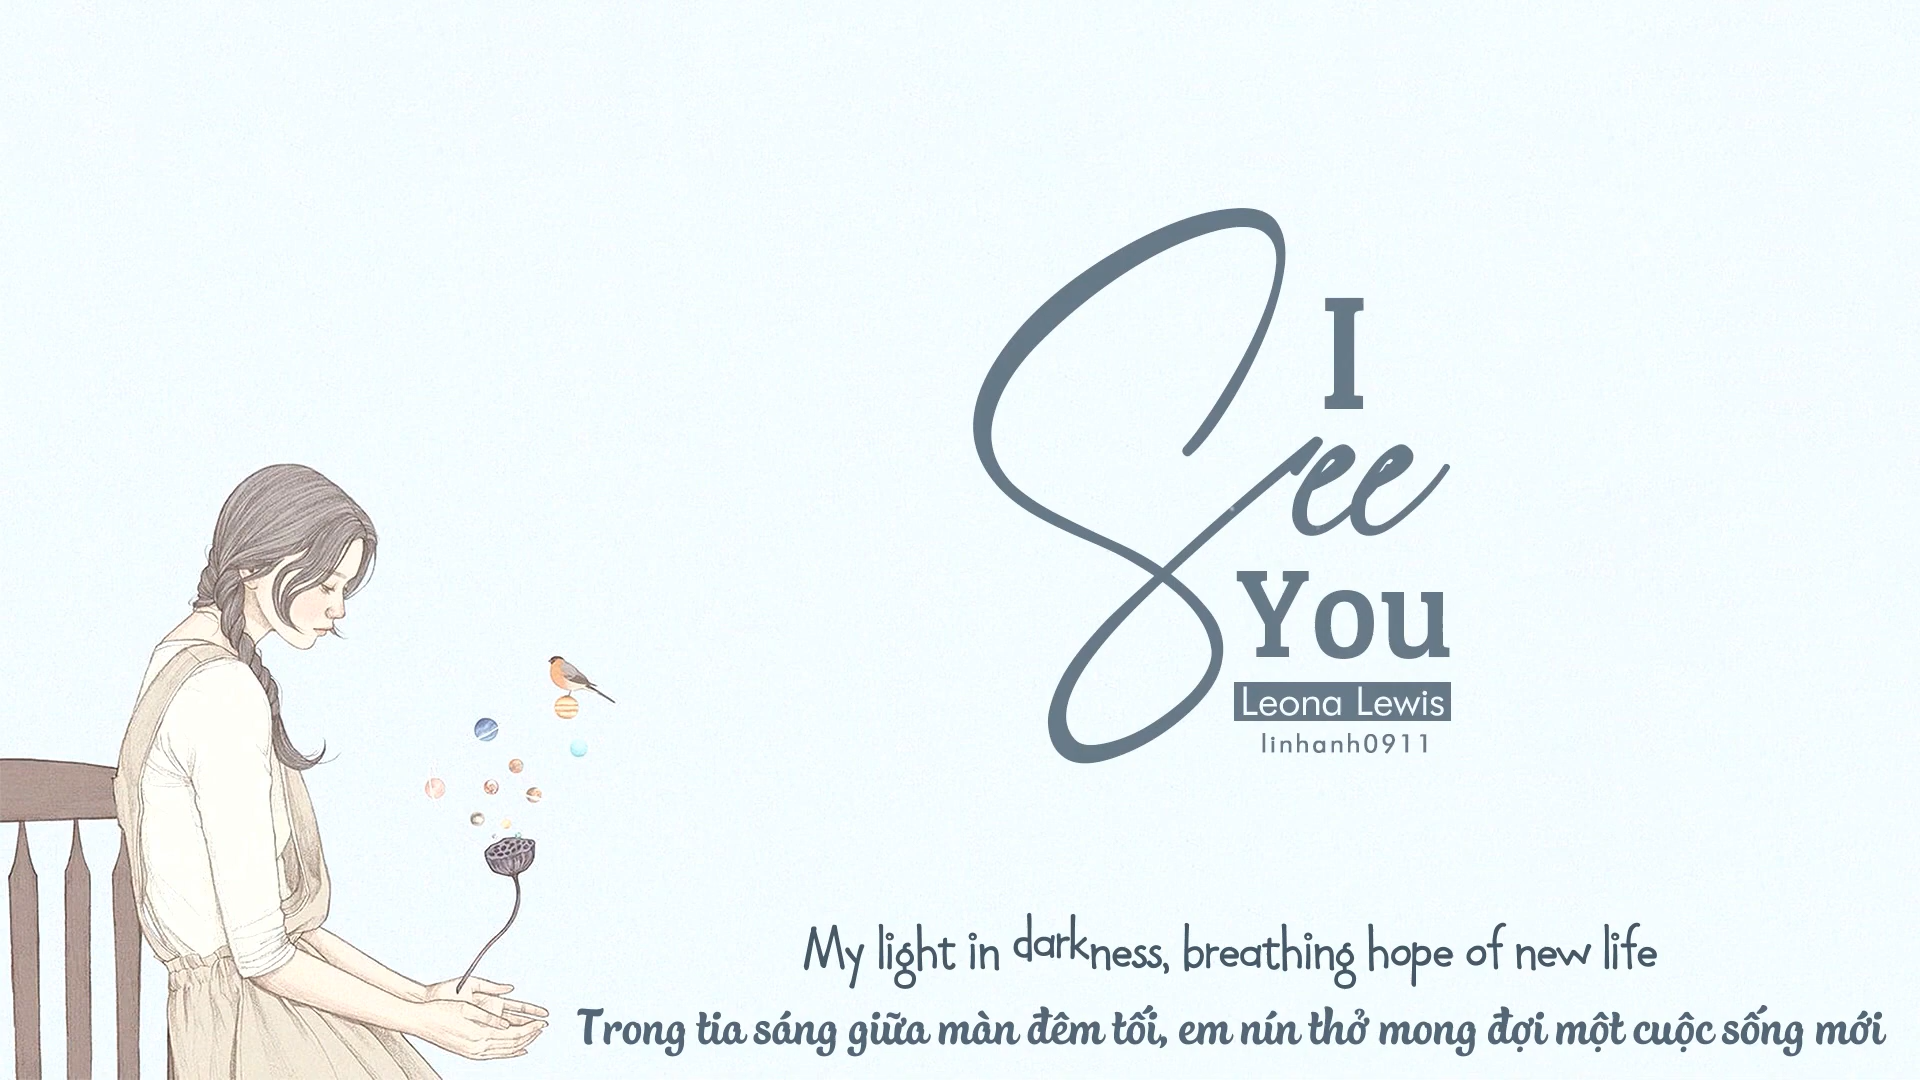 I
See
You
Leona Lewis
linhanh0911
My light in darkness, breathing hope of new life
Trong tia sáng giữa màn đêm tối, em nín thở mong đợi một cuộc sống mới